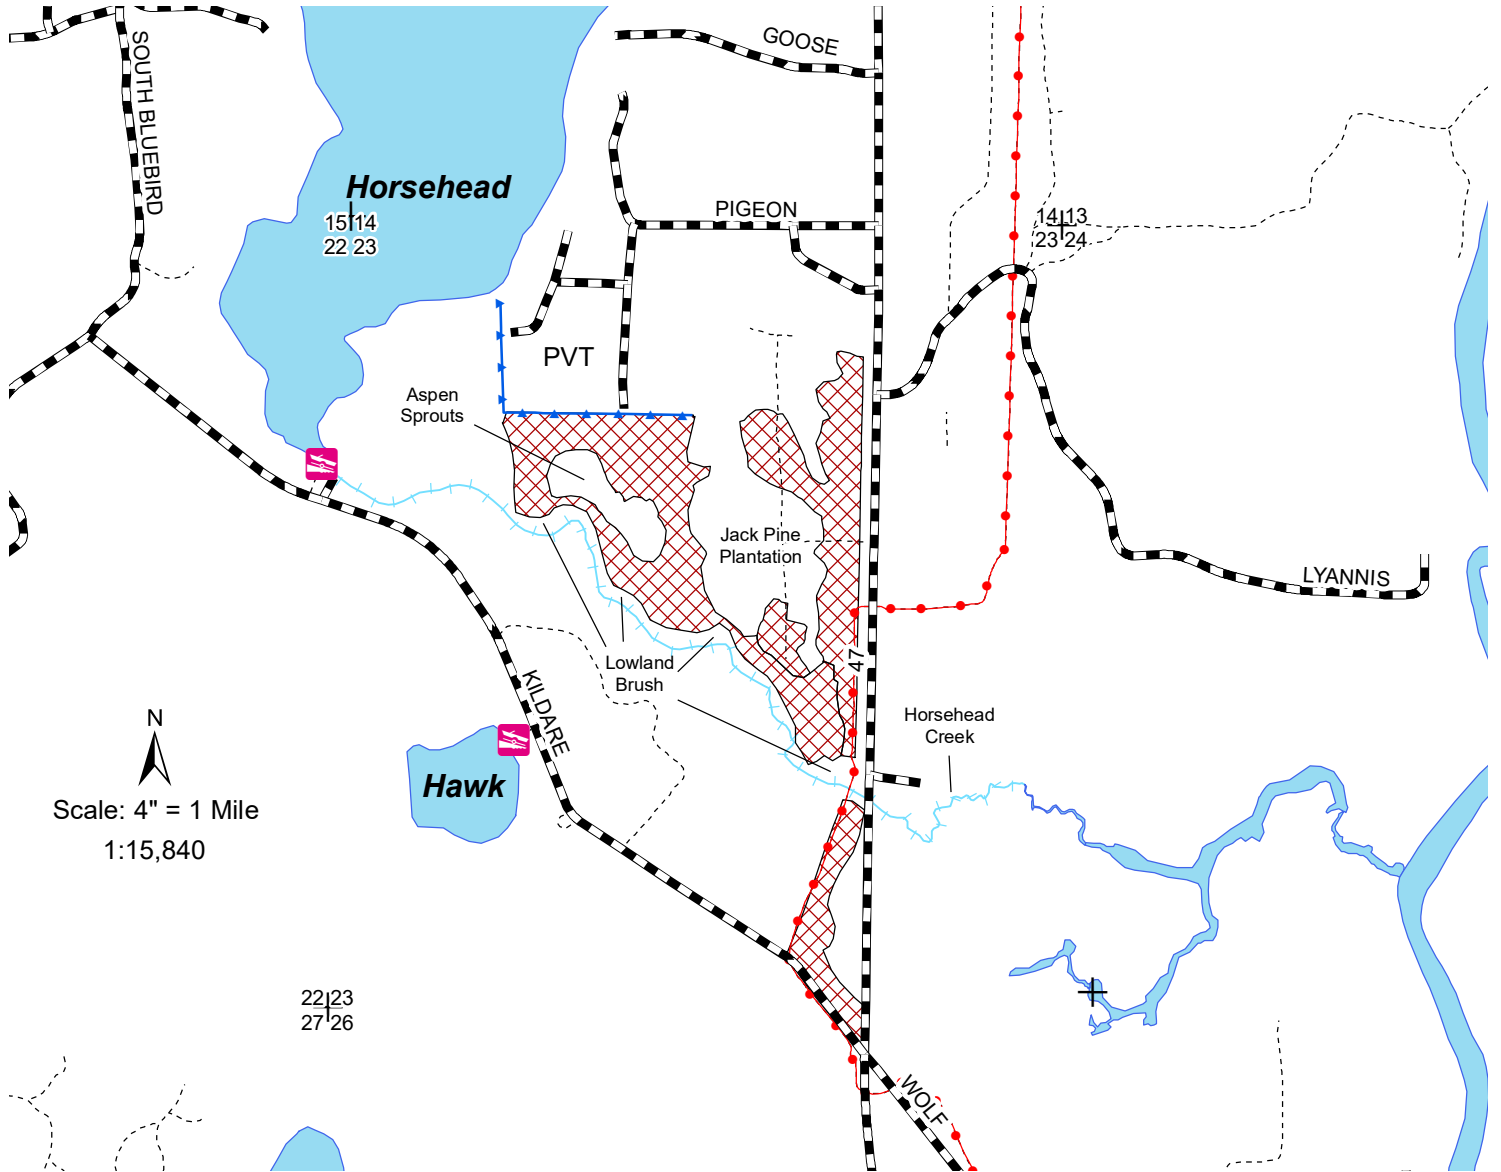 GOOSE
SOUTH BLUEBIRD
Horsehead
15 14
22 23
PIGEON
14 13
23 24
PVT
Aspen
Sprouts
Jack Pine
Plantation
LYANNIS
Lowland
Brush
47
KILDARE
Horsehead
Creek
N
Hawk
Scale: 4" = 1 Mile
1:15,840
22 23
27 26
WOLF